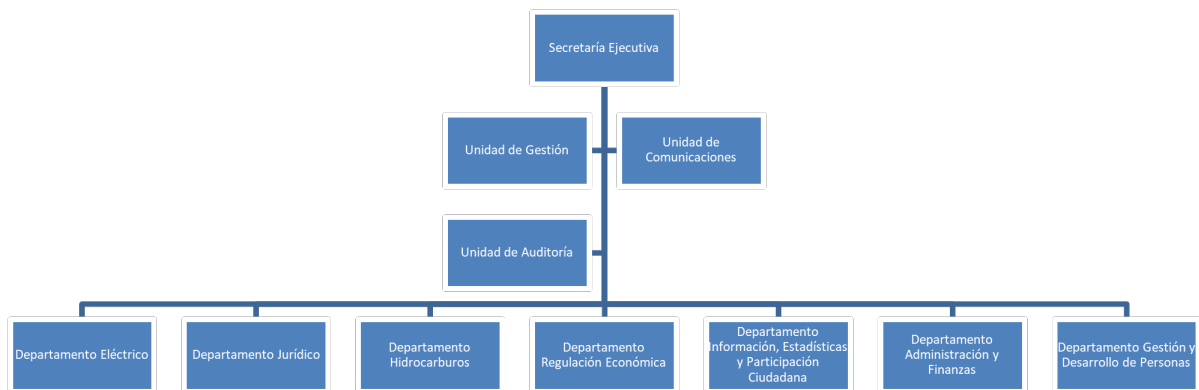 Secretaría Ejecutiva
Unidad de Gestión
Unidad de
Comunicaciones
Unidad de Auditoría
Departamento Eléctrico
Departamento Jurídico
Departamento
Hidrocarburos
Departamento
Regulación Económica
Departamento
Información, Estadísticas
y Participación
Ciudadana
Departamento
Administración y
Finanzas
Departamento Gestión y
Desarrollo de Personas